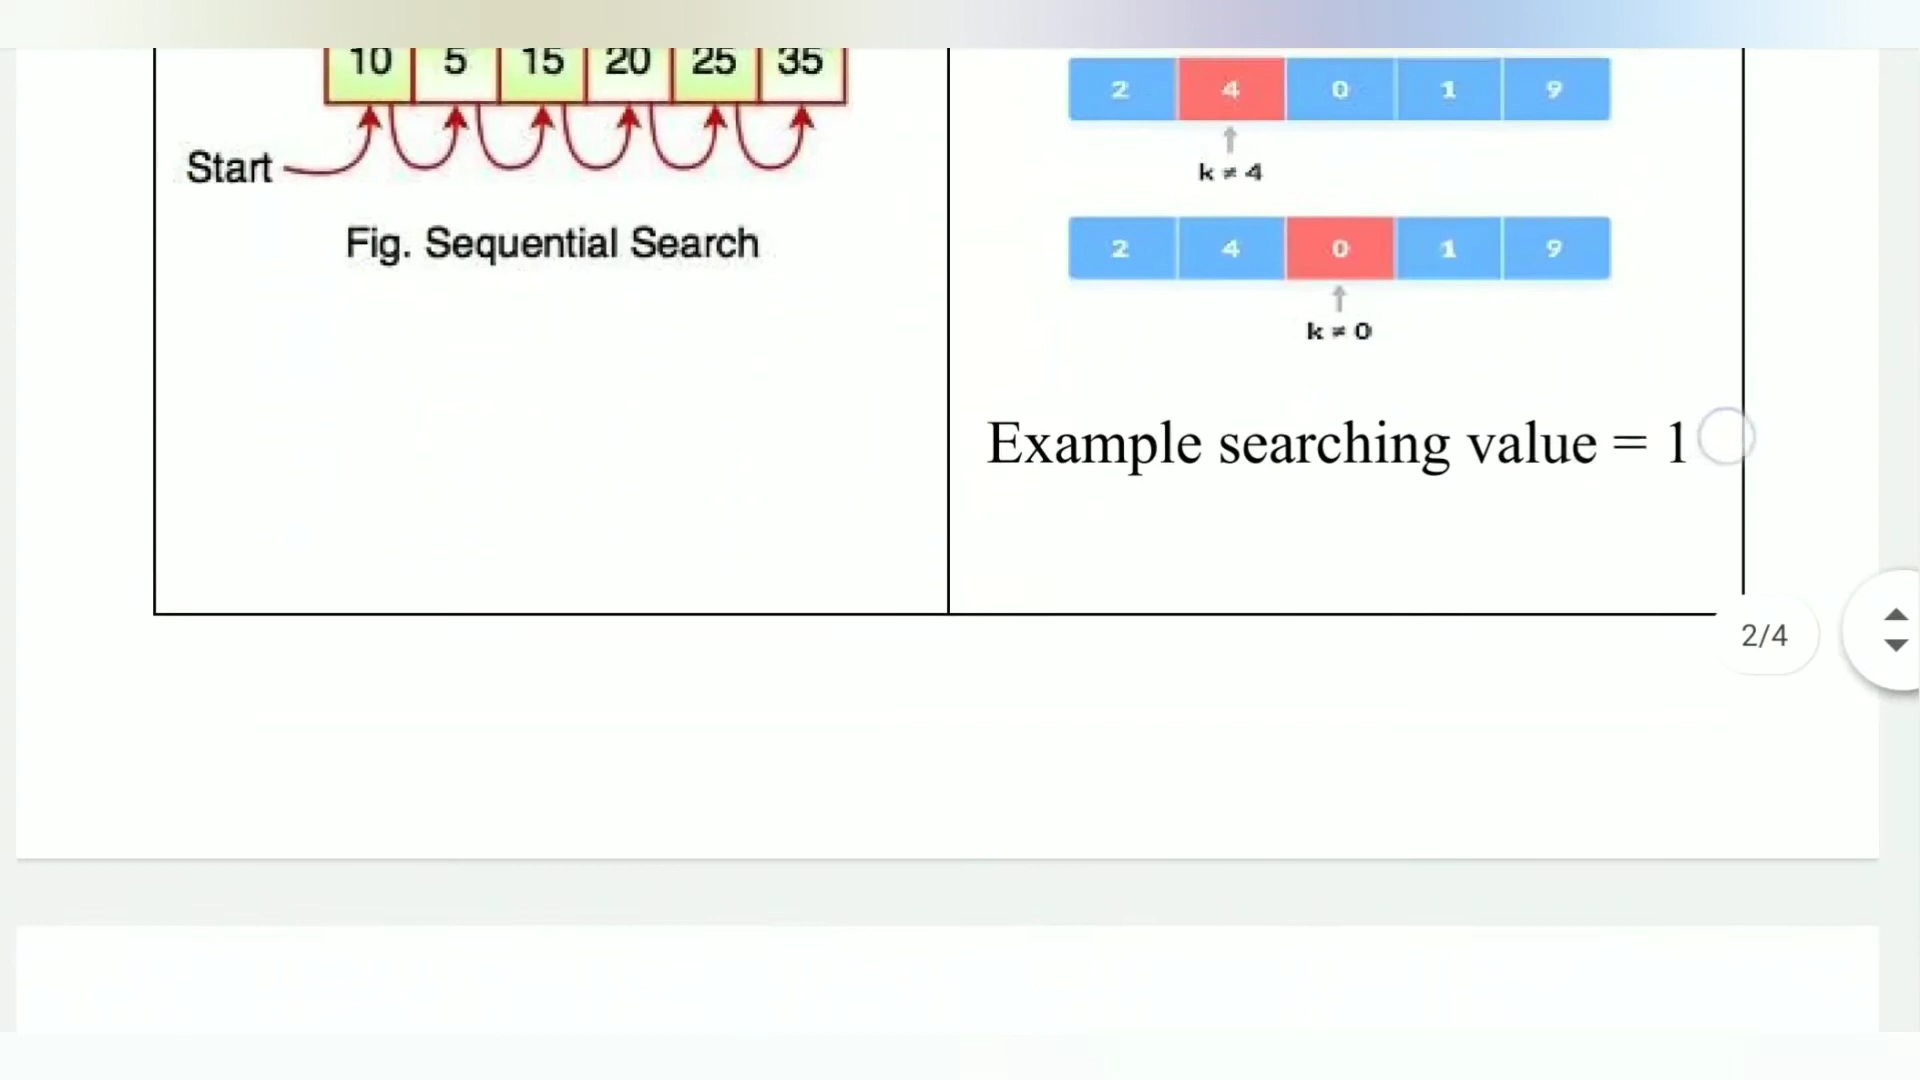 10 5 15 20 25 35
Start
Fig. Sequential Search
2 4 0 1 9
k ≠ 4
2 4 0 1 9
k ≠ 0
Example searching value = 1
2/4